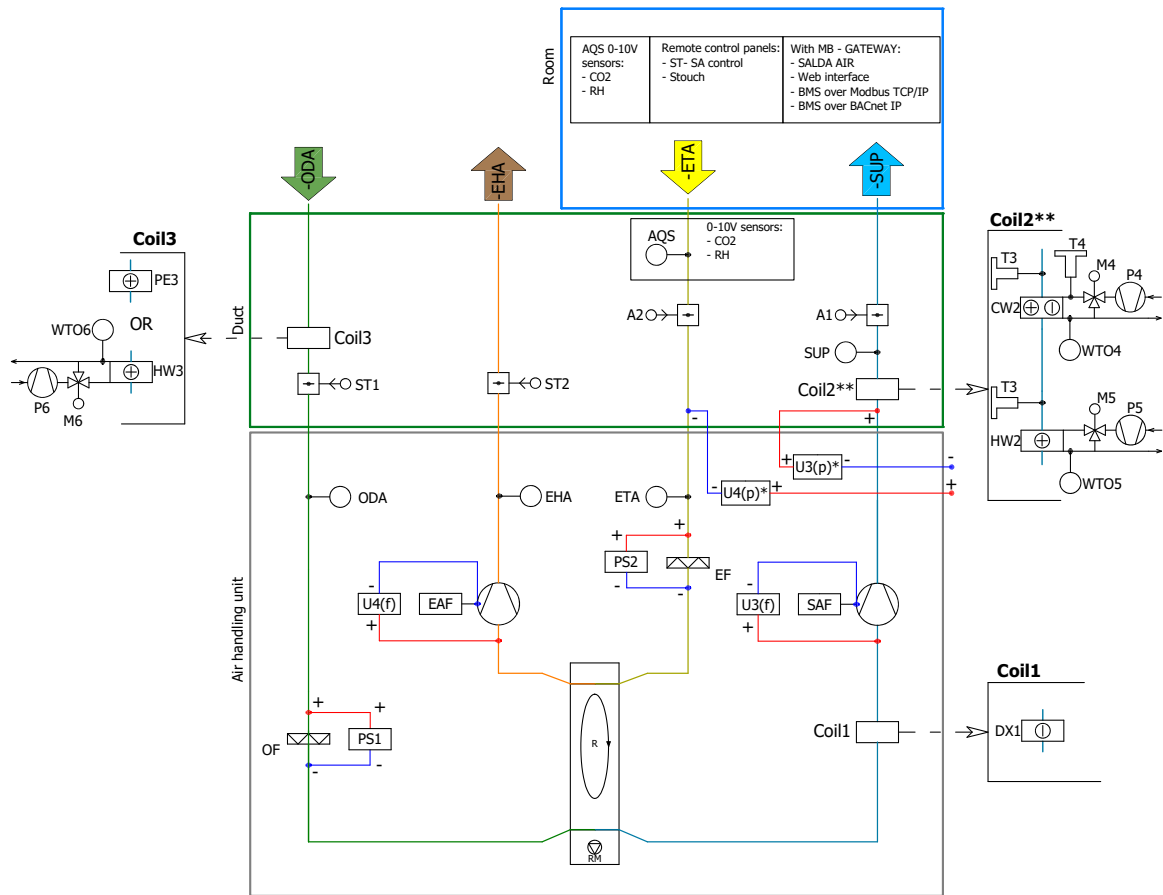 Room
AQS 0-10V
sensors:
- CO2
- RH
Remote control panels:
- ST- SA control
- Stouch
With MB - GATEWAY:
- SALDA AIR
- Web interface
- BMS over Modbus TCP/IP
- BMS over BACnet IP
-ODA
-EHA
-ETA
-SUP
Duct
AQS
0-10V sensors:
- CO2
- RH
Coil3
PE3
OR
WTO6
HW3
P6
M6
Coil3
ST1
ST2
A2
A1
SUP
Coil2**
Coil2**
T3
T4
M4
P4
CW2
WTO4
T3
M5
P5
HW2
WTO5
-
+
+
U3(p)*
-
-
-
U4(p)*
+
+
Air handling unit
ODA
EHA
ETA
+
+
PS2
EF
-
-
-
U4(f)
EAF
+
-
U3(f)
SAF
+
+
+
OF
PS1
-
-
R
RM
Coil1
Coil1
DX1